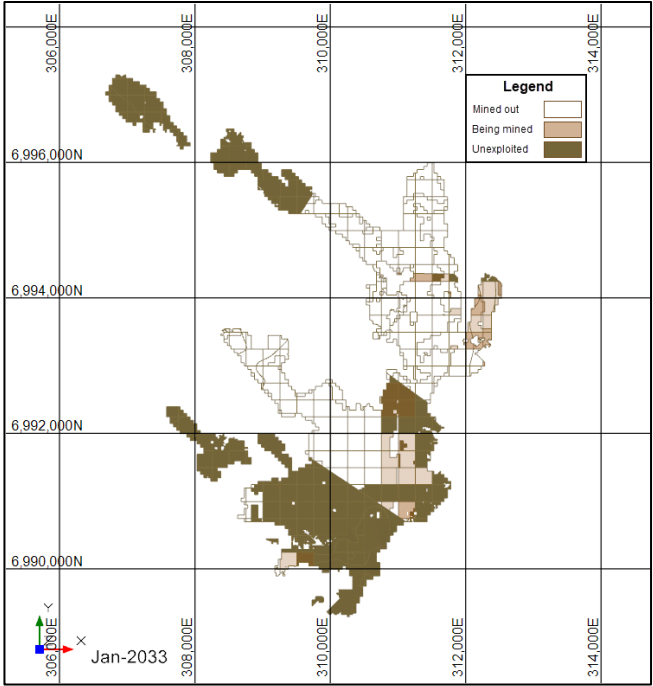 306,000E
308,000E
310,000E
312,000E
314,000E
Legend
Mined out
Being mined
Unexploited
6,996,000N
6,994,000N
6,992,000N
6,990,000N
Y
X
Jan-2033
306,000E
308,000E
310,000E
312,000E
314,000E